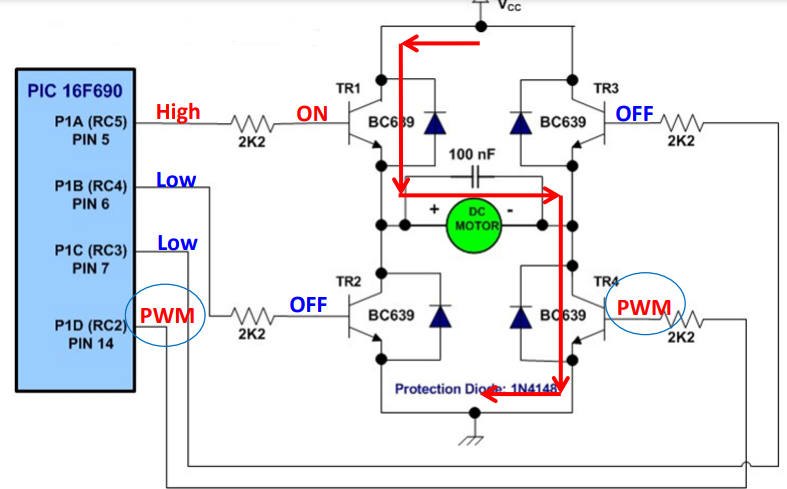 VCC
PIC 16F690
P1A (RC5)
PIN 5
High
2K2
ON
TR1
BC639
TR3
BC639
OFF
2K2
100 nF
P1B (RC4)
PIN 6
Low
+
DC
MOTOR
-
P1C (RC3)
PIN 7
Low
P1D (RC2)
PIN 14
PWM
2K2
OFF
TR2
BC639
TR4
BC639
PWM
2K2
Protection Diode: 1N4148